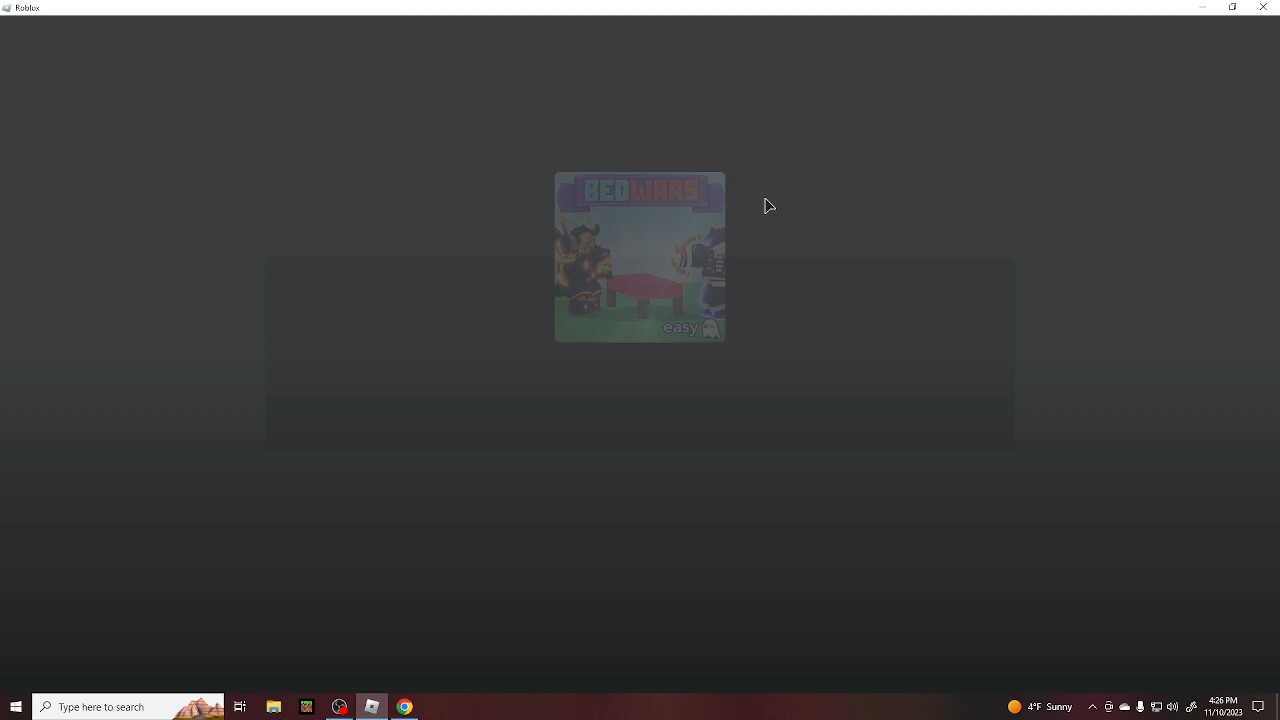 Roblox
BEDWARS
easy
Type here to search
4°F Sunny
4:26 PM
11/10/2023